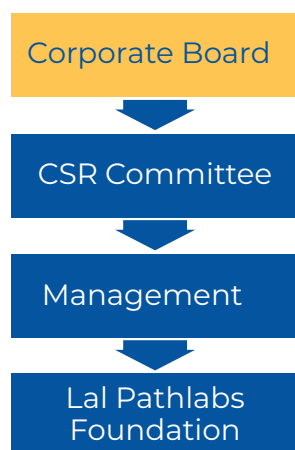 Corporate Board
CSR Committee
Management
Lal Pathlabs
Foundation